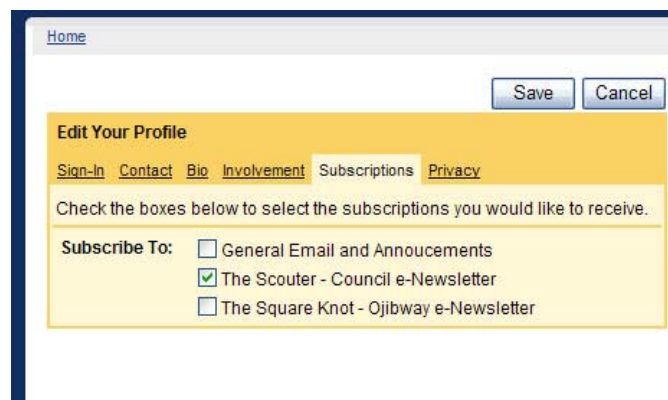 Home
Save Cancel
Edit Your Profile
Sign-In Contact Bio Involvement Subscriptions Privacy
Check the boxes below to select the subscriptions you would like to receive.
Subscribe To: General Email and Annoucements
The Scouter - Council e-Newsletter
The Square Knot - Ojibway e-Newsletter